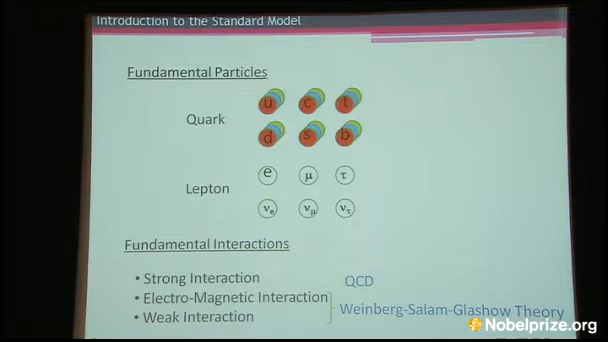 Introduction to the Standard Model
Fundamental Particles
Quark
u c t
d s b
Lepton
e μ τ
νe νμ ντ
Fundamental Interactions
• Strong Interaction QCD
• Electro-Magnetic Interaction
• Weak Interaction
Weinberg-Salam-Glashow Theory
Nobelprize.org